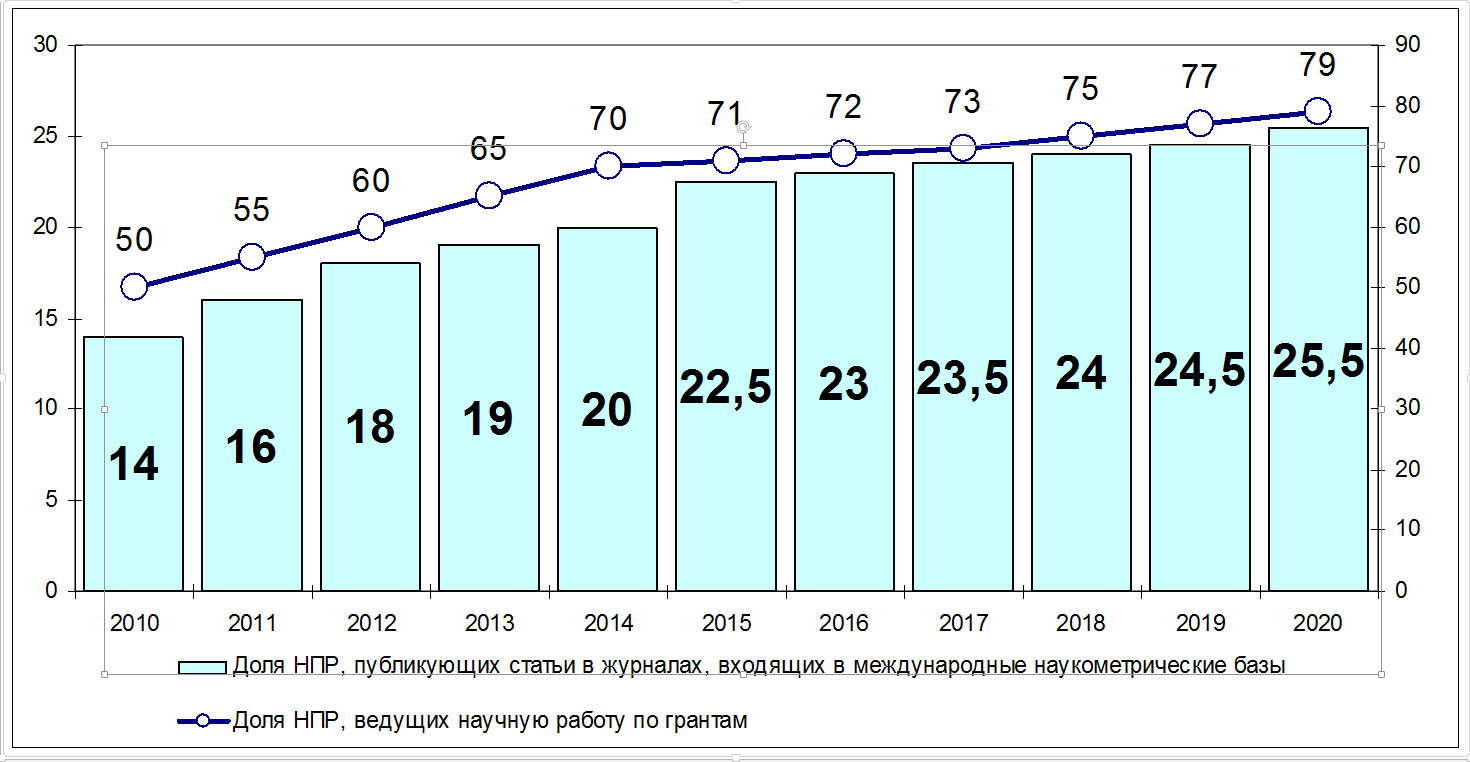 30 90
50 55 60 65 70 71 72 73 75 77 79
25 80
70
20 60
15 50
40
10 30
5 20
10
0 0
14 16 18 19 20 22,5 23 23,5 24 24,5 25,5
2010 2011 2012 2013 2014 2015 2016 2017 2018 2019 2020
Доля НПР, публикующих статьи в журналах, входящих в международные наукометрические базы
Доля НПР, ведущих научную работу по грантам